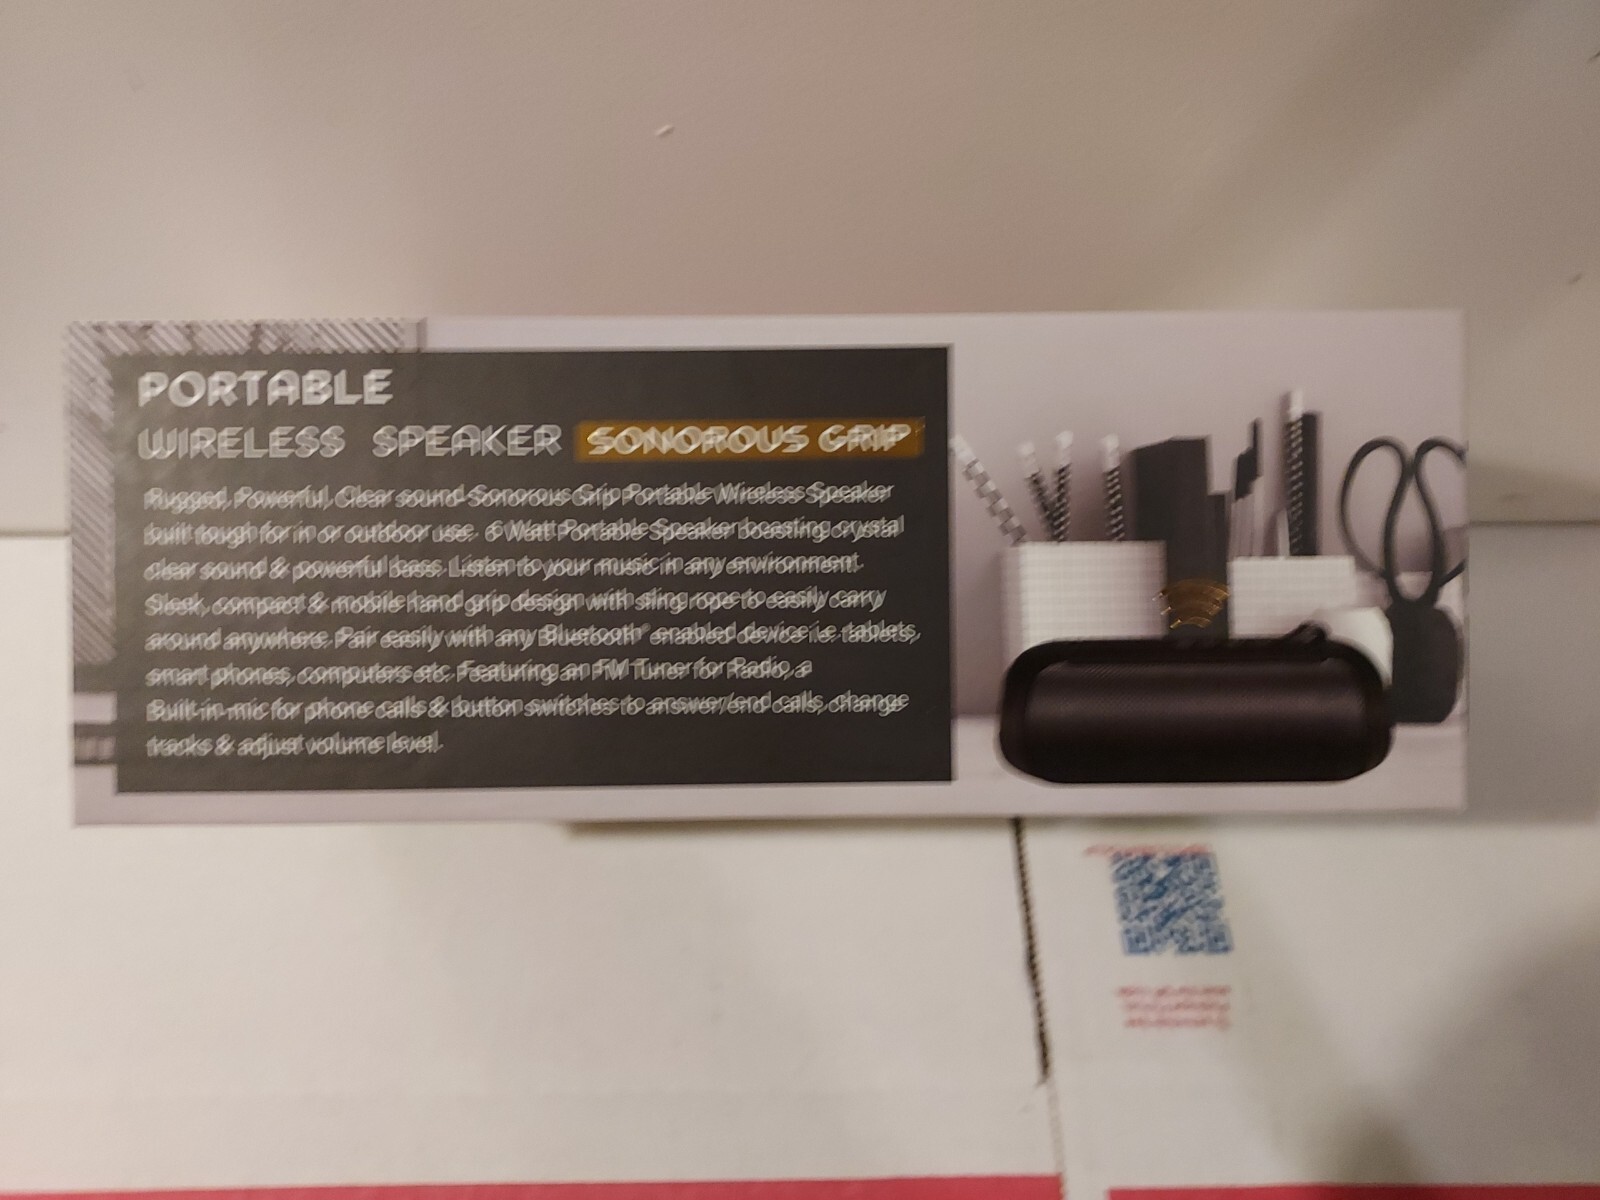 PORTABLE
WIRELESS SPEAKER SONOROUS GRIP
Rugged, Powerful, Clear sound Sonorous Grip Portable Wireless Speaker
built tough for in or outdoor use. 6 Watt Portable Speaker boasting crystal
clear sound & powerful bass. Listen to your music in any environment.
Sleek, compact & mobile hand grip design with sling rope to easily carry
around anywhere. Pair easily with any Bluetooth® enabled device i.e. tablets,
smart phones, computers etc. Featuring an FM Tuner for Radio, a
Built-in-mic for phone calls & button switches to answer/end calls, change
tracks & adjust volume level.